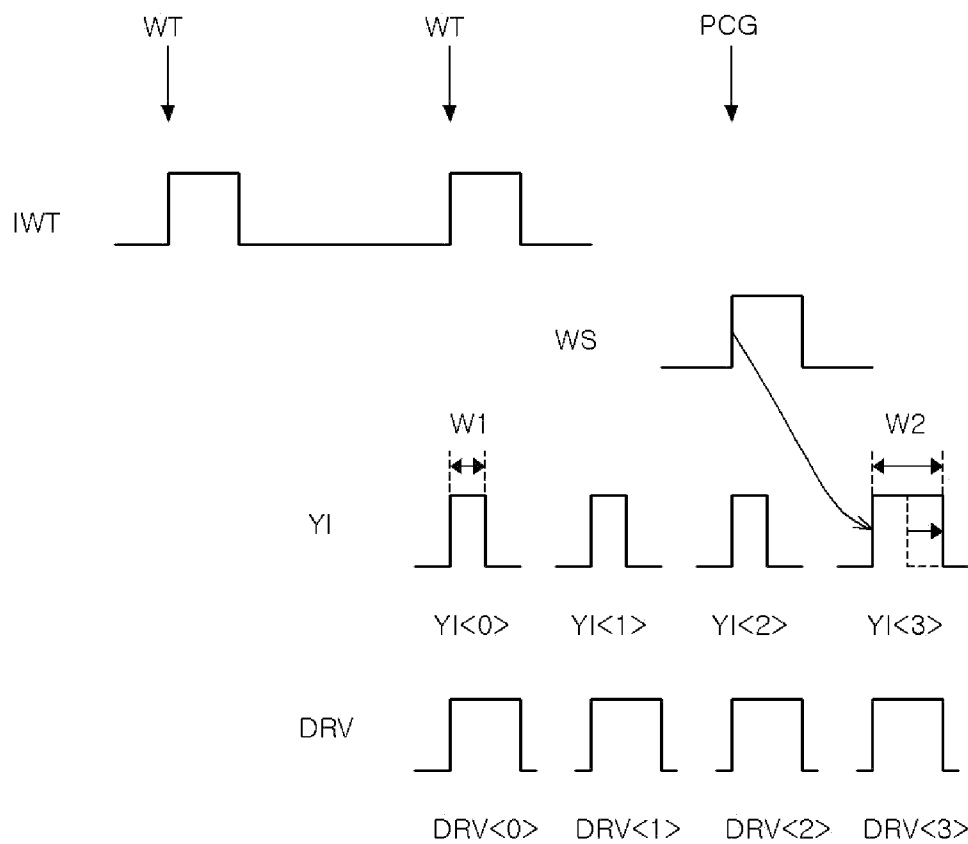 WT WT PCG
IWT
WS
W1 W2
YI
YI<0> YI<1> YI<2> YI<3>
DRV
DRV<0> DRV<1> DRV<2> DRV<3>